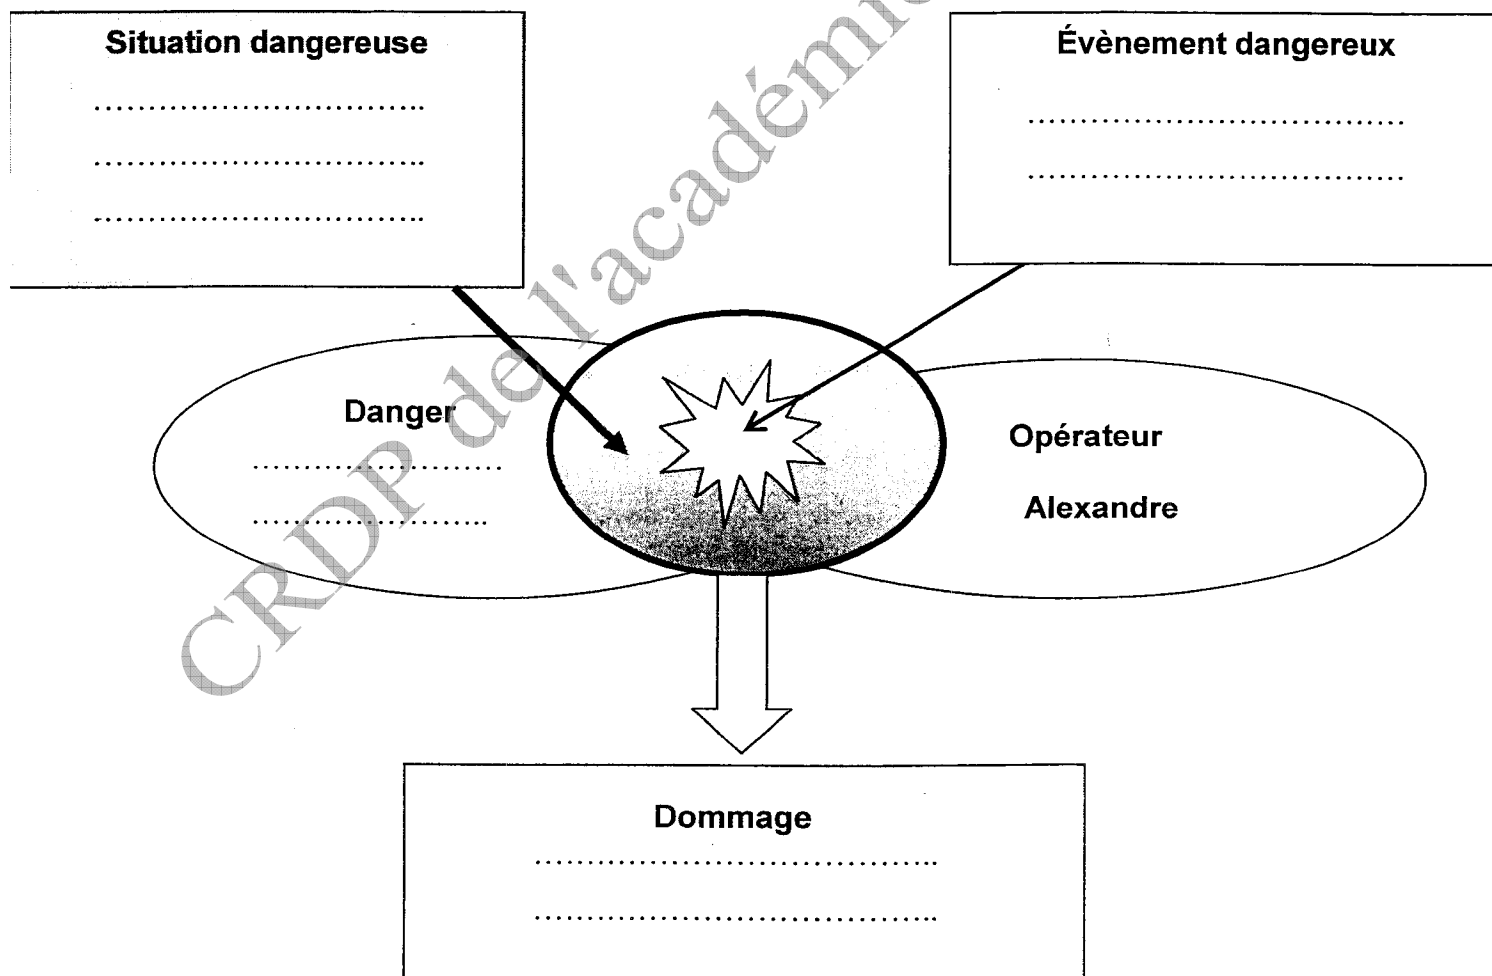 Situation dangereuse
..............................
..............................
..............................
Évènement dangereux
..................................
..................................
Danger
.......................
.....................
Opérateur
Alexandre
Dommage
.....................................
.....................................
CRDP de l'académie